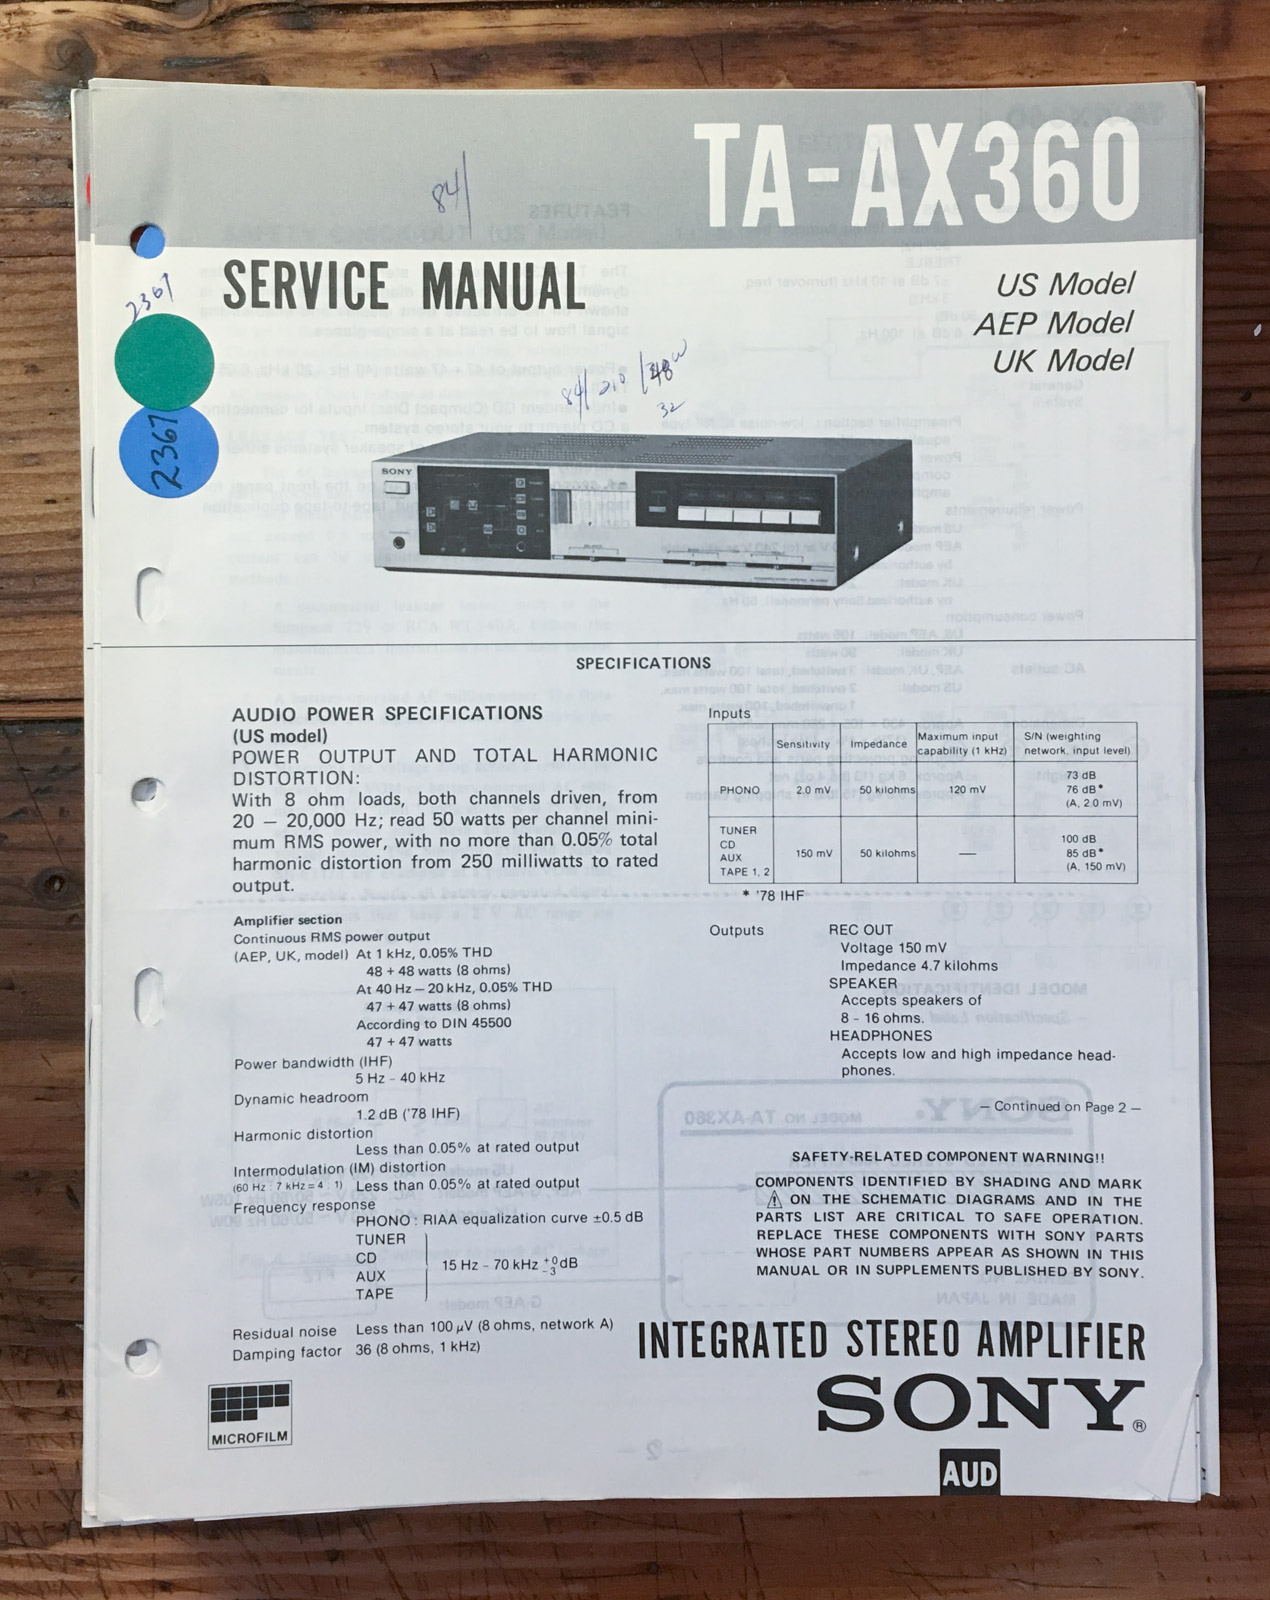 TA-AX360
84/
SERVICE MANUAL
US Model
AEP Model
UK Model
2367
2367
84/ 210 /48W
32
SONY
SPECIFICATIONS
AUDIO POWER SPECIFICATIONS
(US model)
POWER OUTPUT AND TOTAL HARMONIC
DISTORTION:
With 8 ohm loads, both channels driven, from
20 – 20,000 Hz; read 50 watts per channel mini-
mum RMS power, with no more than 0.05% total
harmonic distortion from 250 milliwatts to rated
output.
Amplifier section
Continuous RMS power output
(AEP, UK, model) At 1 kHz, 0.05% THD
48 + 48 watts (8 ohms)
At 40 Hz – 20 kHz, 0.05% THD
47 + 47 watts (8 ohms)
According to DIN 45500
47 + 47 watts
Power bandwidth (IHF)
5 Hz – 40 kHz
Dynamic headroom
1.2 dB ('78 IHF)
Harmonic distortion
Less than 0.05% at rated output
Intermodulation (IM) distortion
(60 Hz : 7 kHz = 4 : 1) Less than 0.05% at rated output
Frequency response
PHONO : RIAA equalization curve ±0.5 dB
TUNER
CD
AUX
TAPE
15 Hz – 70 kHz +0 −3 dB
Residual noise Less than 100 μV (8 ohms, network A)
Damping factor 36 (8 ohms, 1 kHz)
MICROFILM
Inputs
Sensitivity Impedance Maximum input capability (1 kHz) S/N (weighting network, input level)
PHONO 2.0 mV 50 kilohms 120 mV 73 dB
76 dB*
(A, 2.0 mV)
TUNER
CD
AUX
TAPE 1, 2
150 mV 50 kilohms — 100 dB
85 dB*
(A, 150 mV)
* '78 IHF
Outputs REC OUT
Voltage 150 mV
Impedance 4.7 kilohms
SPEAKER
Accepts speakers of
8 - 16 ohms.
HEADPHONES
Accepts low and high impedance head-
phones.
– Continued on Page 2 –
SAFETY-RELATED COMPONENT WARNING!!
COMPONENTS IDENTIFIED BY SHADING AND MARK
⚠ ON THE SCHEMATIC DIAGRAMS AND IN THE
PARTS LIST ARE CRITICAL TO SAFE OPERATION.
REPLACE THESE COMPONENTS WITH SONY PARTS
WHOSE PART NUMBERS APPEAR AS SHOWN IN THIS
MANUAL OR IN SUPPLEMENTS PUBLISHED BY SONY.
INTEGRATED STEREO AMPLIFIER
SONY®
AUD